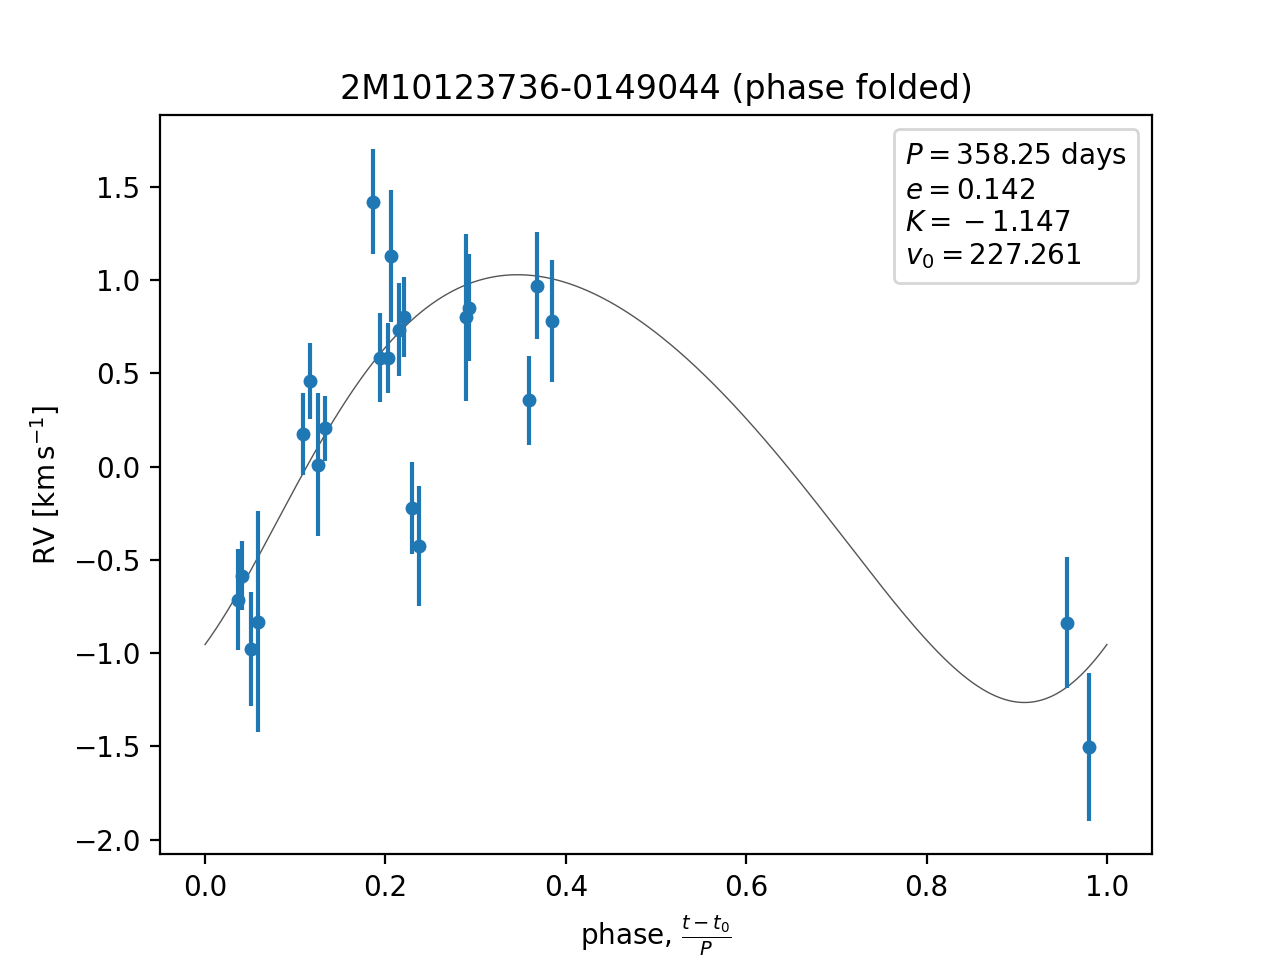 2M10123736-0149044 (phase folded)
P = 358.25 days
e = 0.142
K = −1.147
v₀ = 227.261
RV [km s⁻¹]
1.5
1.0
0.5
0.0
−0.5
−1.0
−1.5
−2.0
0.0 0.2 0.4 0.6 0.8 1.0
phase, (t − t₀)/P